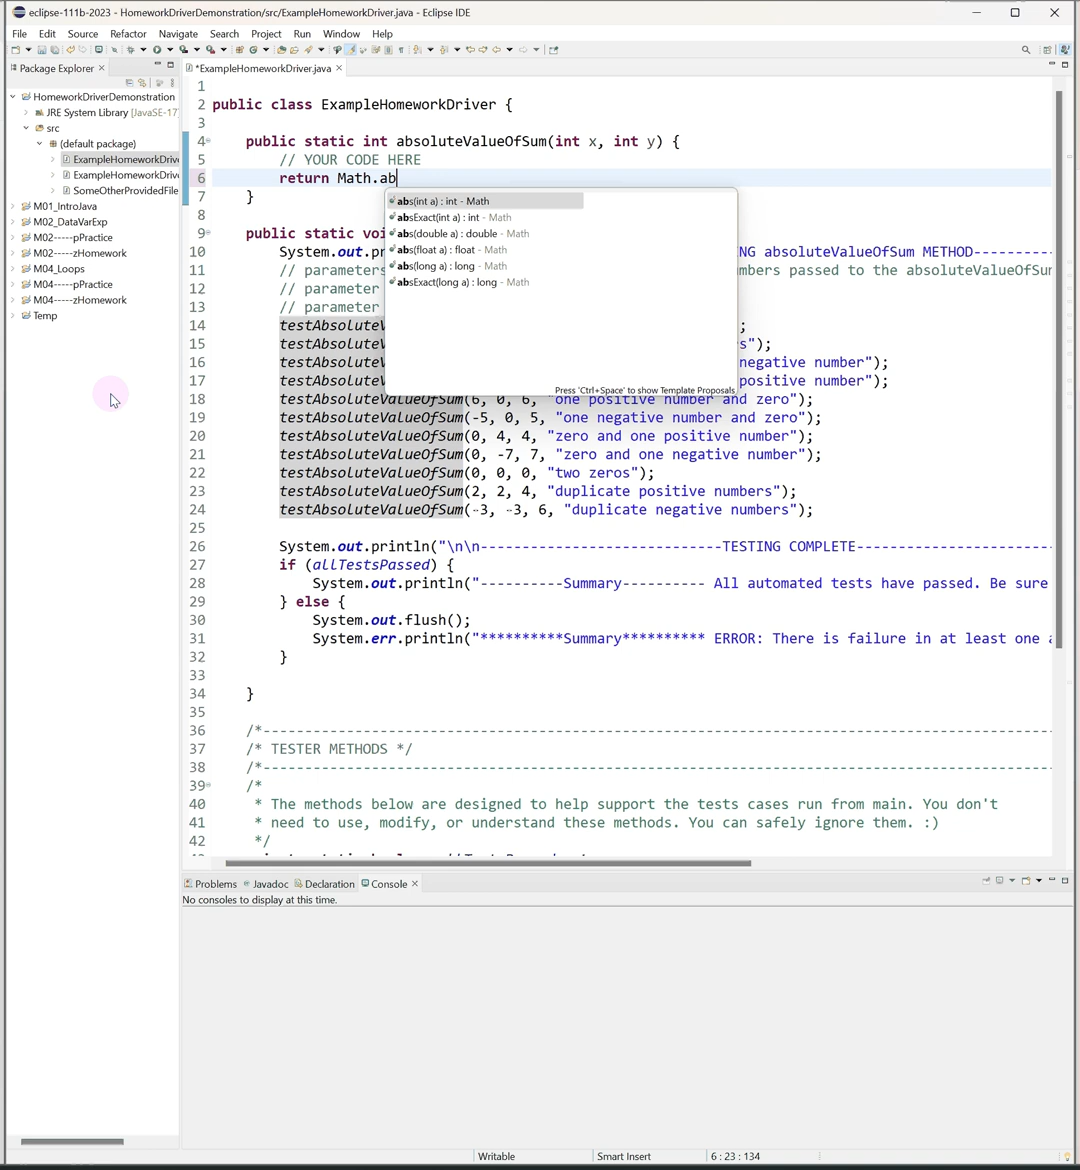 eclipse-111b-2023 - HomeworkDriverDemonstration/src/ExampleHomeworkDriver.java - Eclipse IDE
File Edit Source Refactor Navigate Search Project Run Window Help
Package Explorer
*ExampleHomeworkDriver.java
HomeworkDriverDemonstration
JRE System Library [JavaSE-17
src
(default package)
ExampleHomeworkDrive
ExampleHomeworkDrive
SomeOtherProvidedFile
M01_IntroJava
M02_DataVarExp
M02-----pPractice
M02-----zHomework
M04_Loops
M04-----pPractice
M04-----zHomework
Temp
1
2 public class ExampleHomeworkDriver {
3
4 public static int absoluteValueOfSum(int x, int y) {
5 // YOUR CODE HERE
6 return Math.ab
7 }
8
9 public static voi
10 System.out.pr NG absoluteValueOfSum METHOD---------
11 // parameters mbers passed to the absoluteValueOfSur
12 // parameter
13 // parameter
14 testAbsoluteV ;
15 testAbsoluteV s");
16 testAbsoluteV negative number");
17 testAbsoluteV positive number");
18 testAbsoluteValueOfSum(6, 0, 6, "one positive number and zero");
19 testAbsoluteValueOfSum(-5, 0, 5, "one negative number and zero");
20 testAbsoluteValueOfSum(0, 4, 4, "zero and one positive number");
21 testAbsoluteValueOfSum(0, -7, 7, "zero and one negative number");
22 testAbsoluteValueOfSum(0, 0, 0, "two zeros");
23 testAbsoluteValueOfSum(2, 2, 4, "duplicate positive numbers");
24 testAbsoluteValueOfSum(-3, -3, 6, "duplicate negative numbers");
25
26 System.out.println("\n\n-----------------------------TESTING COMPLETE------------------------
27 if (allTestsPassed) {
28 System.out.println("----------Summary---------- All automated tests have passed. Be sure
29 } else {
30 System.out.flush();
31 System.err.println("**********Summary********** ERROR: There is failure in at least one a
32 }
33
34 }
35
36 /*-----------------------------------------------------------------------------------------------
37 /* TESTER METHODS */
38 /*-----------------------------------------------------------------------------------------------
39 /*
40 * The methods below are designed to help support the tests cases run from main. You don't
41 * need to use, modify, or understand these methods. You can safely ignore them. :)
42 */
abs(int a) : int - Math
absExact(int a) : int - Math
abs(double a) : double - Math
abs(float a) : float - Math
abs(long a) : long - Math
absExact(long a) : long - Math
Press 'Ctrl+Space' to show Template Proposals
Problems Javadoc Declaration Console
No consoles to display at this time.
Writable Smart Insert 6 : 23 : 134